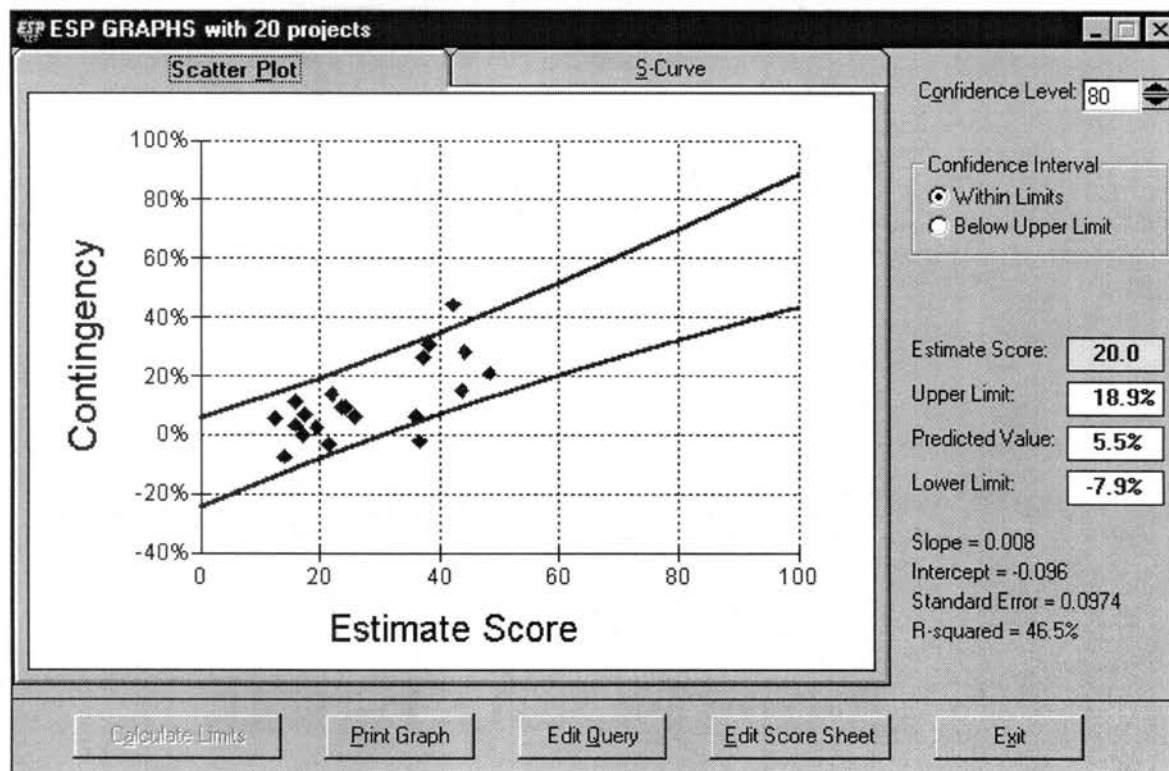 ESP ESP GRAPHS with 20 projects
Scatter Plot
S-Curve
Confidence Level: 80
Confidence Interval
Within Limits
Below Upper Limit
100%
80%
60%
40%
20%
0%
-20%
-40%
Contingency
0 20 40 60 80 100
Estimate Score
Estimate Score: 20.0
Upper Limit: 18.9%
Predicted Value: 5.5%
Lower Limit: -7.9%
Slope = 0.008
Intercept = -0.096
Standard Error = 0.0974
R-squared = 46.5%
Calculate Limits Print Graph Edit Query Edit Score Sheet Exit